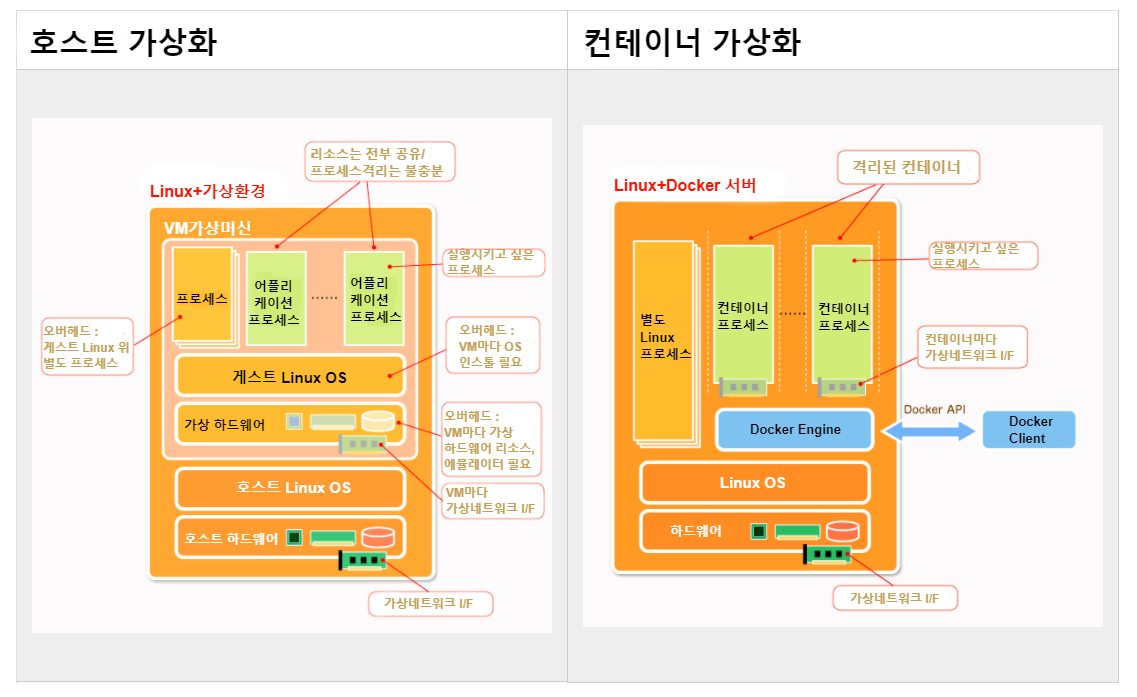 호스트 가상화
컨테이너 가상화
리소스는 전부 공유/
프로세스격리는 불충분
Linux+가상환경
VM가상머신
실행시키고 싶은
프로세스
프로세스
어플리
케이션
프로세스
......
어플리
케이션
프로세스
오버헤드 :
게스트 Linux 위
별도 프로세스
오버헤드 :
VM마다 OS
인스톨 필요
게스트 Linux OS
가상 하드웨어
오버헤드 :
VM마다 가상
하드웨어 리소스,
에뮬레이터 필요
호스트 Linux OS
VM마다
가상네트워크 I/F
호스트 하드웨어
가상네트워크 I/F
격리된 컨테이너
Linux+Docker 서버
실행시키고 싶은
프로세스
별도
Linux
프로세스
컨테이너
프로세스
......
컨테이너
프로세스
컨테이너마다
가상네트워크 I/F
Docker Engine
Docker API
Docker
Client
Linux OS
하드웨어
가상네트워크 I/F